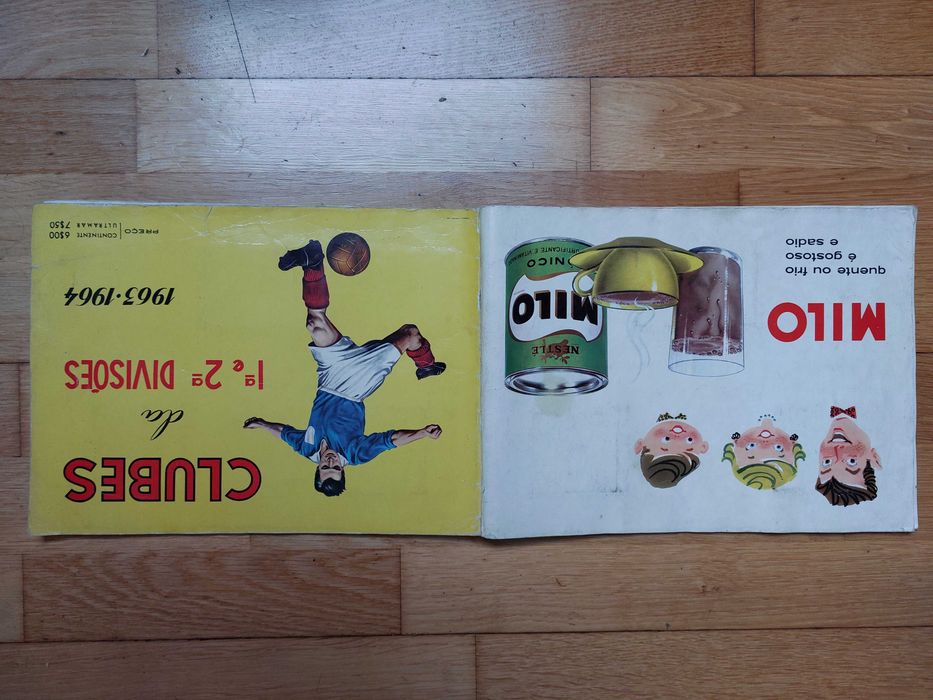 CLUBES
da
1ª e 2ª DIVISÕES
1963·1964
PREÇO
CONTINENTE 6$00
ULTRAMAR 7$50
MILO
quente ou frio
é gostoso
e sadio
NESTLÉ
MILO